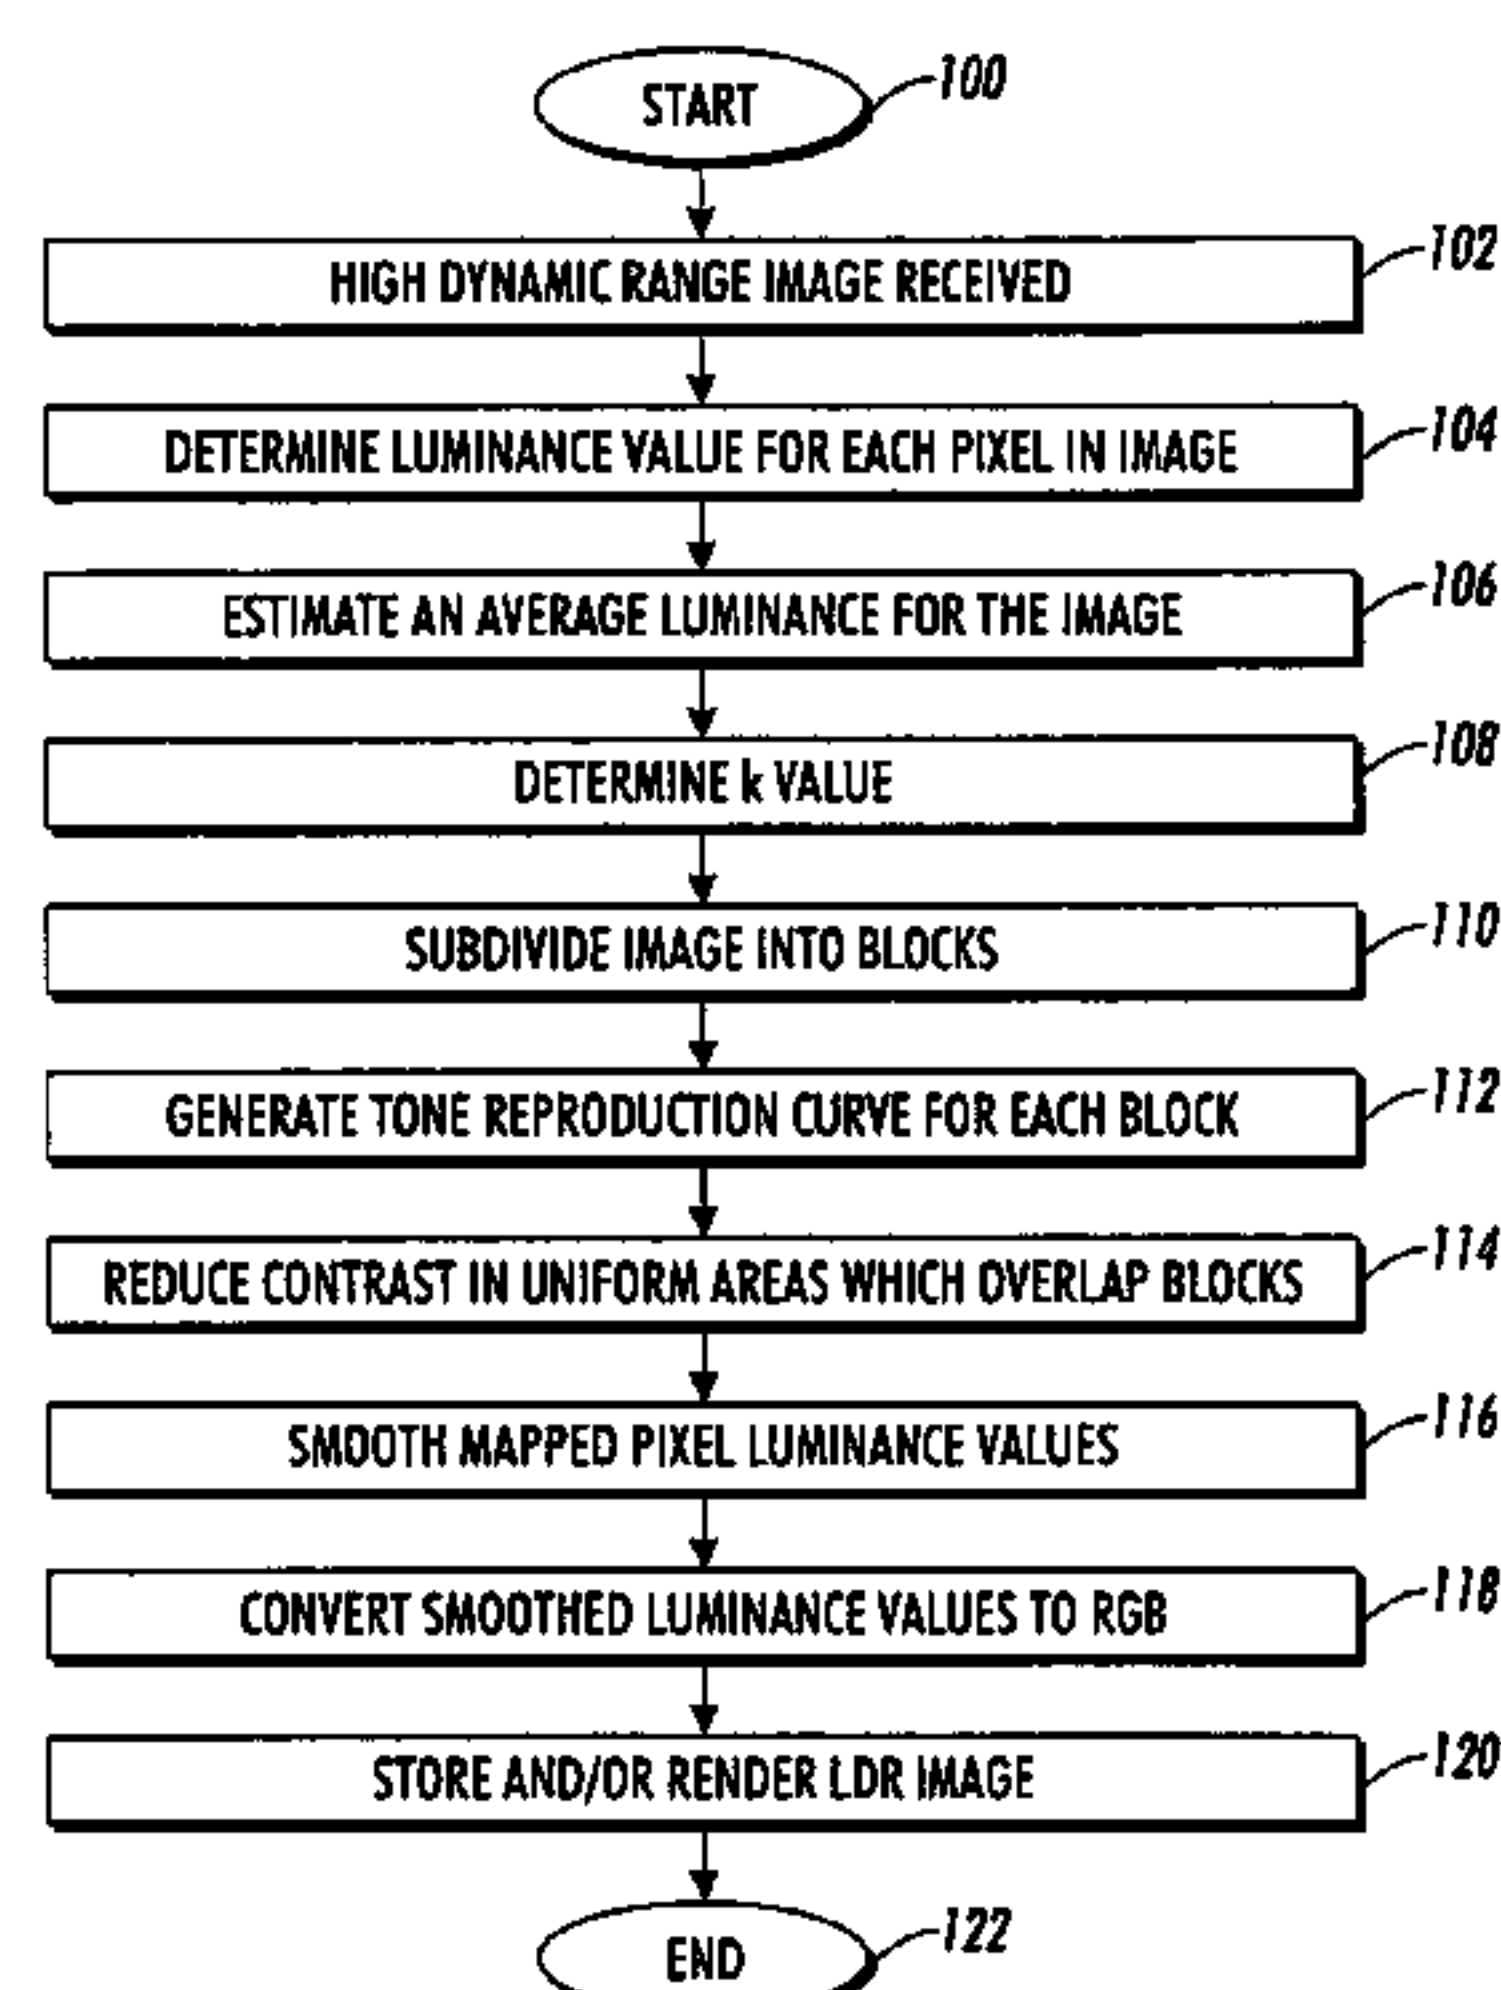 START
100
HIGH DYNAMIC RANGE IMAGE RECEIVED
102
DETERMINE LUMINANCE VALUE FOR EACH PIXEL IN IMAGE
104
ESTIMATE AN AVERAGE LUMINANCE FOR THE IMAGE
106
DETERMINE k VALUE
108
SUBDIVIDE IMAGE INTO BLOCKS
110
GENERATE TONE REPRODUCTION CURVE FOR EACH BLOCK
112
REDUCE CONTRAST IN UNIFORM AREAS WHICH OVERLAP BLOCKS
114
SMOOTH MAPPED PIXEL LUMINANCE VALUES
116
CONVERT SMOOTHED LUMINANCE VALUES TO RGB
118
STORE AND/OR RENDER LDR IMAGE
120
END
122